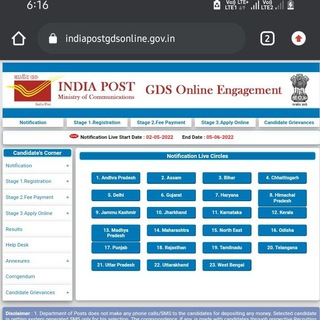 6:16
Vo) LTE1 Vo) LTE2
indiapostgdsonline.gov.in
2
India Post
INDIA POST
Ministry of Communications
GDS Online Engagement
Notification Stage 1.Registration Stage 2.Fee Payment Stage 3.Apply Online Candidate Grievances
Notification Live Start Date : 02-05-2022 End Date : 05-06-2022
Candidate's Corner
Notification
Stage 1.Registration
Stage 2.Fee Payment
Stage 3.Apply Online
Results
Help Desk
Annexures
Corrigendum
Candidate Grievances
Notification Live Circles
1. Andhra Pradesh 2. Assam 3. Bihar 4. Chhattisgarh
5. Delhi 6. Gujarat 7. Haryana 8. Himachal Pradesh
9. Jammu Kashmir 10. Jharkhand 11. Karnataka 12. Kerala
13. Madhya Pradesh 14. Maharashtra 15. North East 16. Odisha
17. Punjab 18. Rajasthan 19. Tamilnadu 20. Telangana
21. Uttar Pradesh 22. Uttarakhand 23. West Bengal
Disclaimer : 1. Department of Posts does not make any phone calls/SMS to the candidates for depositing any money. Selected candidate